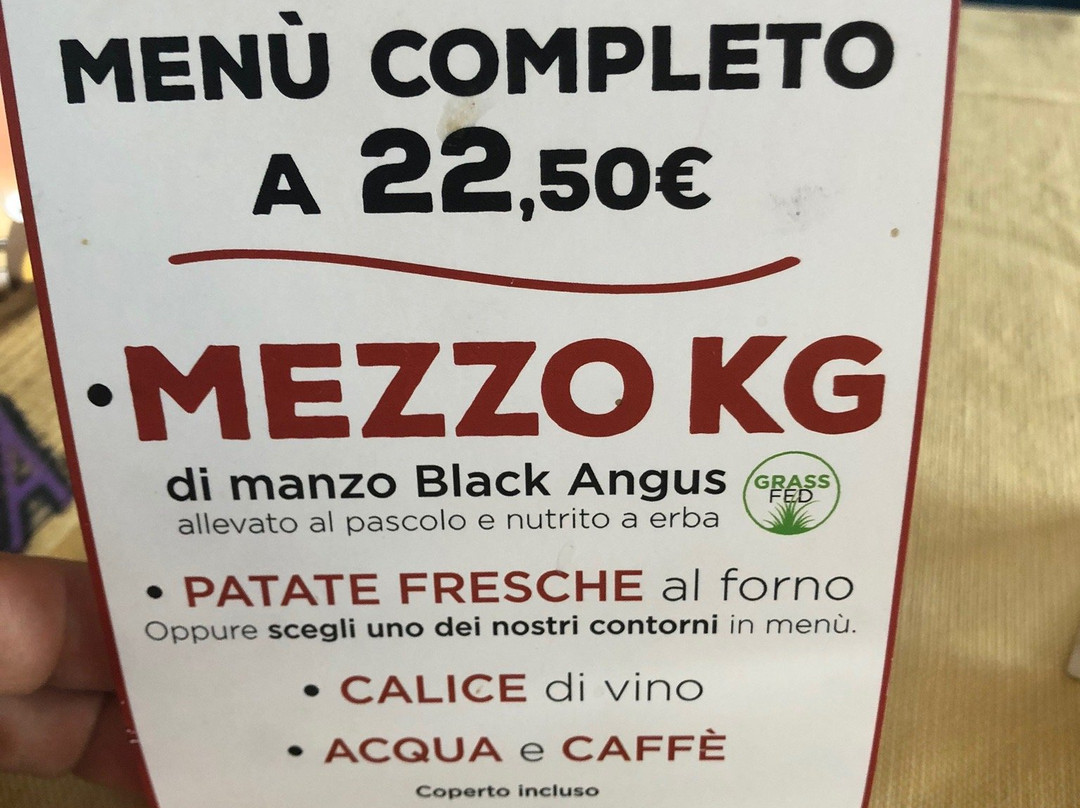 MENÙ COMPLETO
A 22,50€
• MEZZO KG
di manzo Black Angus
allevato al pascolo e nutrito a erba
GRASS
FED
• PATATE FRESCHE al forno
Oppure scegli uno dei nostri contorni in menù.
• CALICE di vino
• ACQUA e CAFFÈ
Coperto incluso